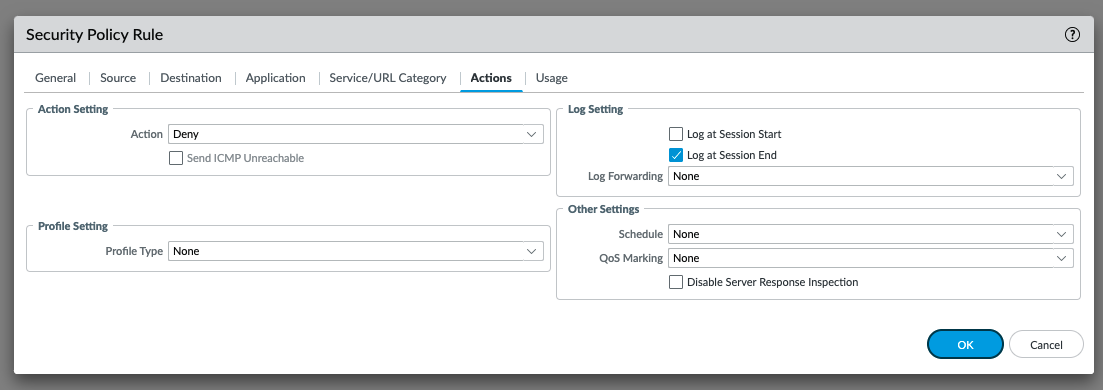 Security Policy Rule
General Source Destination Application Service/URL Category Actions Usage
Action Setting
Action Deny
Send ICMP Unreachable
Profile Setting
Profile Type None
Log Setting
Log at Session Start
Log at Session End
Log Forwarding None
Other Settings
Schedule None
QoS Marking None
Disable Server Response Inspection
OK Cancel